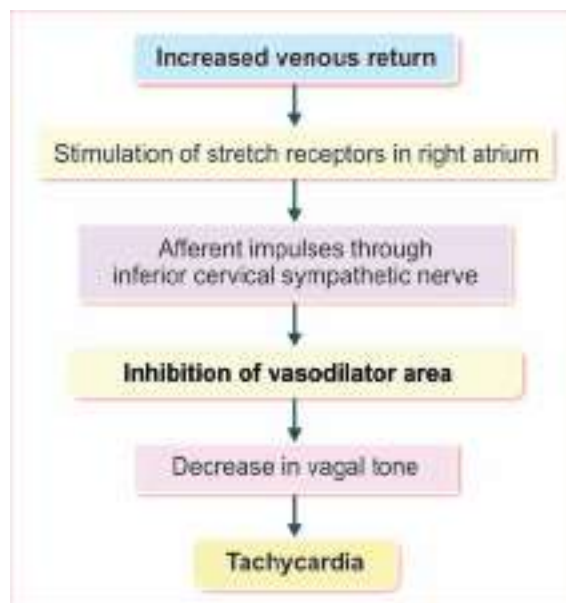 Increased venous return
Stimulation of stretch receptors in right atrium
Afferent impulses through
inferior cervical sympathetic nerve
Inhibition of vasodilator area
Decrease in vagal tone
Tachycardia